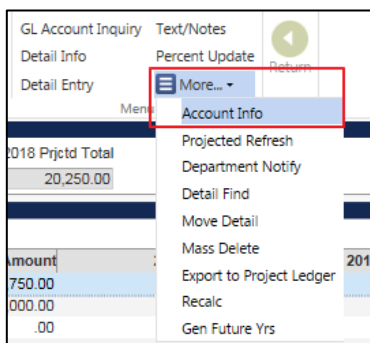 GL Account Inquiry Text/Notes
Detail Info Percent Update Return
Detail Entry More...
Menu
Account Info
Projected Refresh
2018 Prjctd Total
Department Notify
20,250.00
Detail Find
Move Detail
Mass Delete
Amount 201
Export to Project Ledger
750.00
000.00
Recalc
.00
Gen Future Yrs